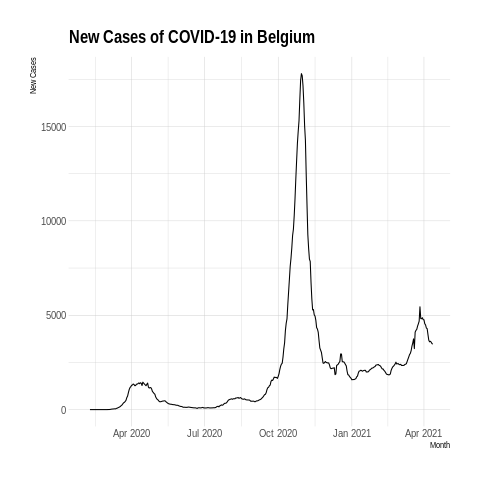 New Cases of COVID-19 in Belgium
New Cases
15000
10000
5000
0
Apr 2020 Jul 2020 Oct 2020 Jan 2021 Apr 2021
Month